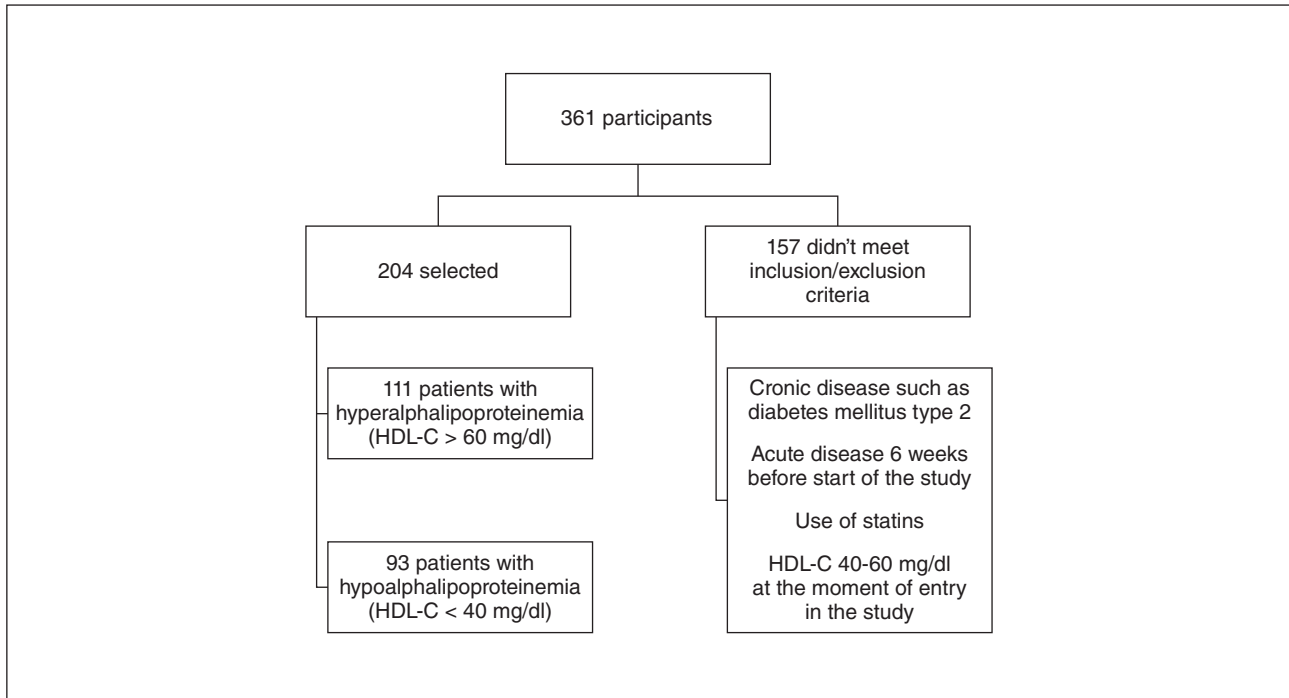 361 participants
204 selected
157 didn't meet
inclusion/exclusion
criteria
111 patients with
hyperalphalipoproteinemia
(HDL-C > 60 mg/dl)
93 patients with
hypoalphalipoproteinemia
(HDL-C < 40 mg/dl)
Cronic disease such as
diabetes mellitus type 2
Acute disease 6 weeks
before start of the study
Use of statins
HDL-C 40-60 mg/dl
at the moment of entry
in the study